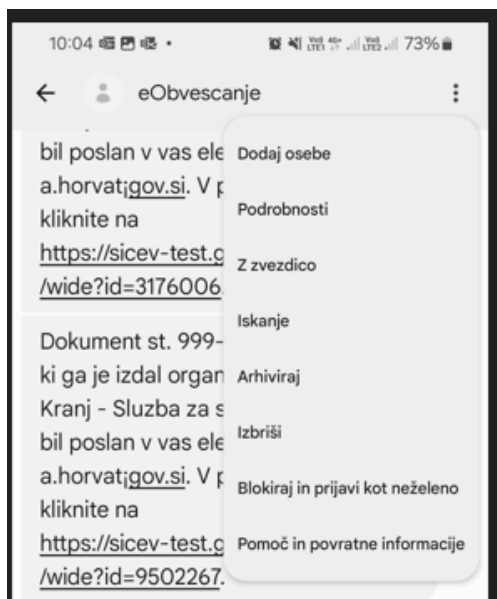 10:04
LTE1 4G+ LTE2 73%
eObvescanje
Dodaj osebe
Podrobnosti
Z zvezdico
Iskanje
Arhiviraj
Izbriši
Blokiraj in prijavi kot neželeno
Pomoč in povratne informacije
bil poslan v vas ele
a.horvat¡gov.si. V p
kliknite na
https://sicev-test.g
/wide?id=3176006.
Dokument st. 999-
ki ga je izdal organ
Kranj - Sluzba za s
bil poslan v vas ele
a.horvat¡gov.si. V p
kliknite na
https://sicev-test.g
/wide?id=9502267.